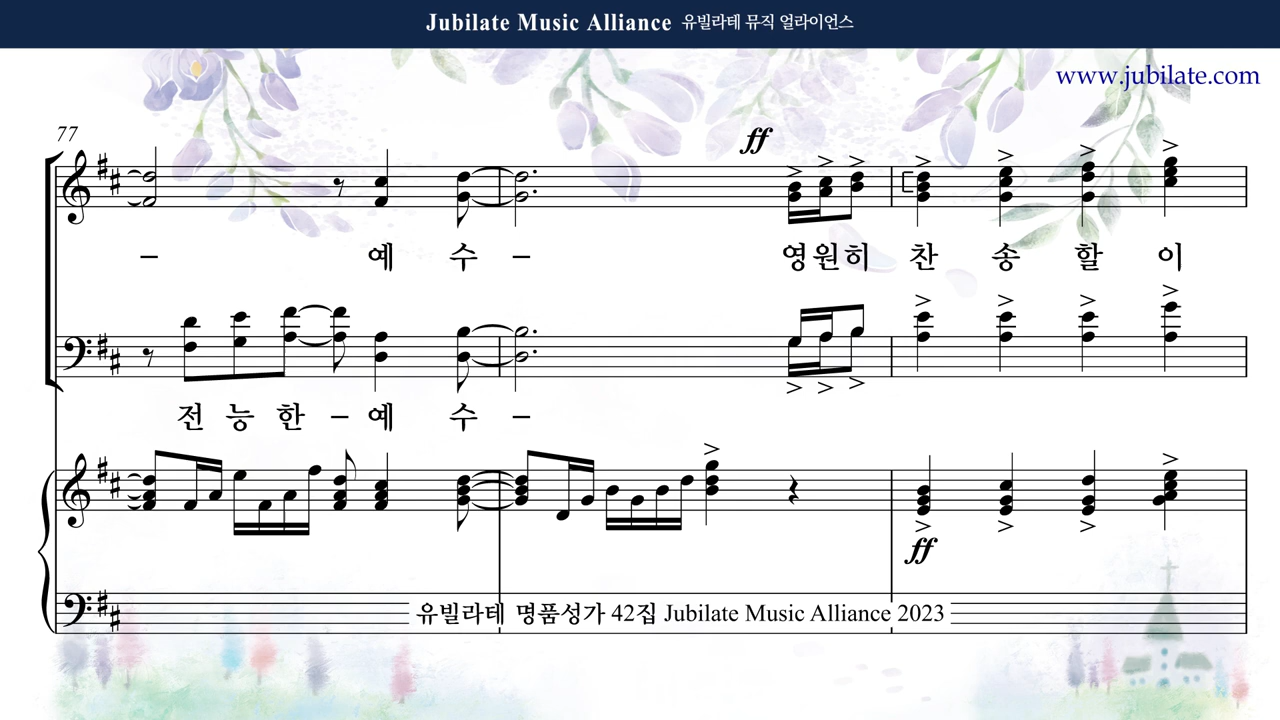 Jubilate Music Alliance 유빌라테 뮤직 얼라이언스
www.jubilate.com
77
ff
– 예 수 – 영 원 히 찬 송 할 이
전 능 한 – 예 수 –
ff
유빌라테 명품성가 42집 Jubilate Music Alliance 2023